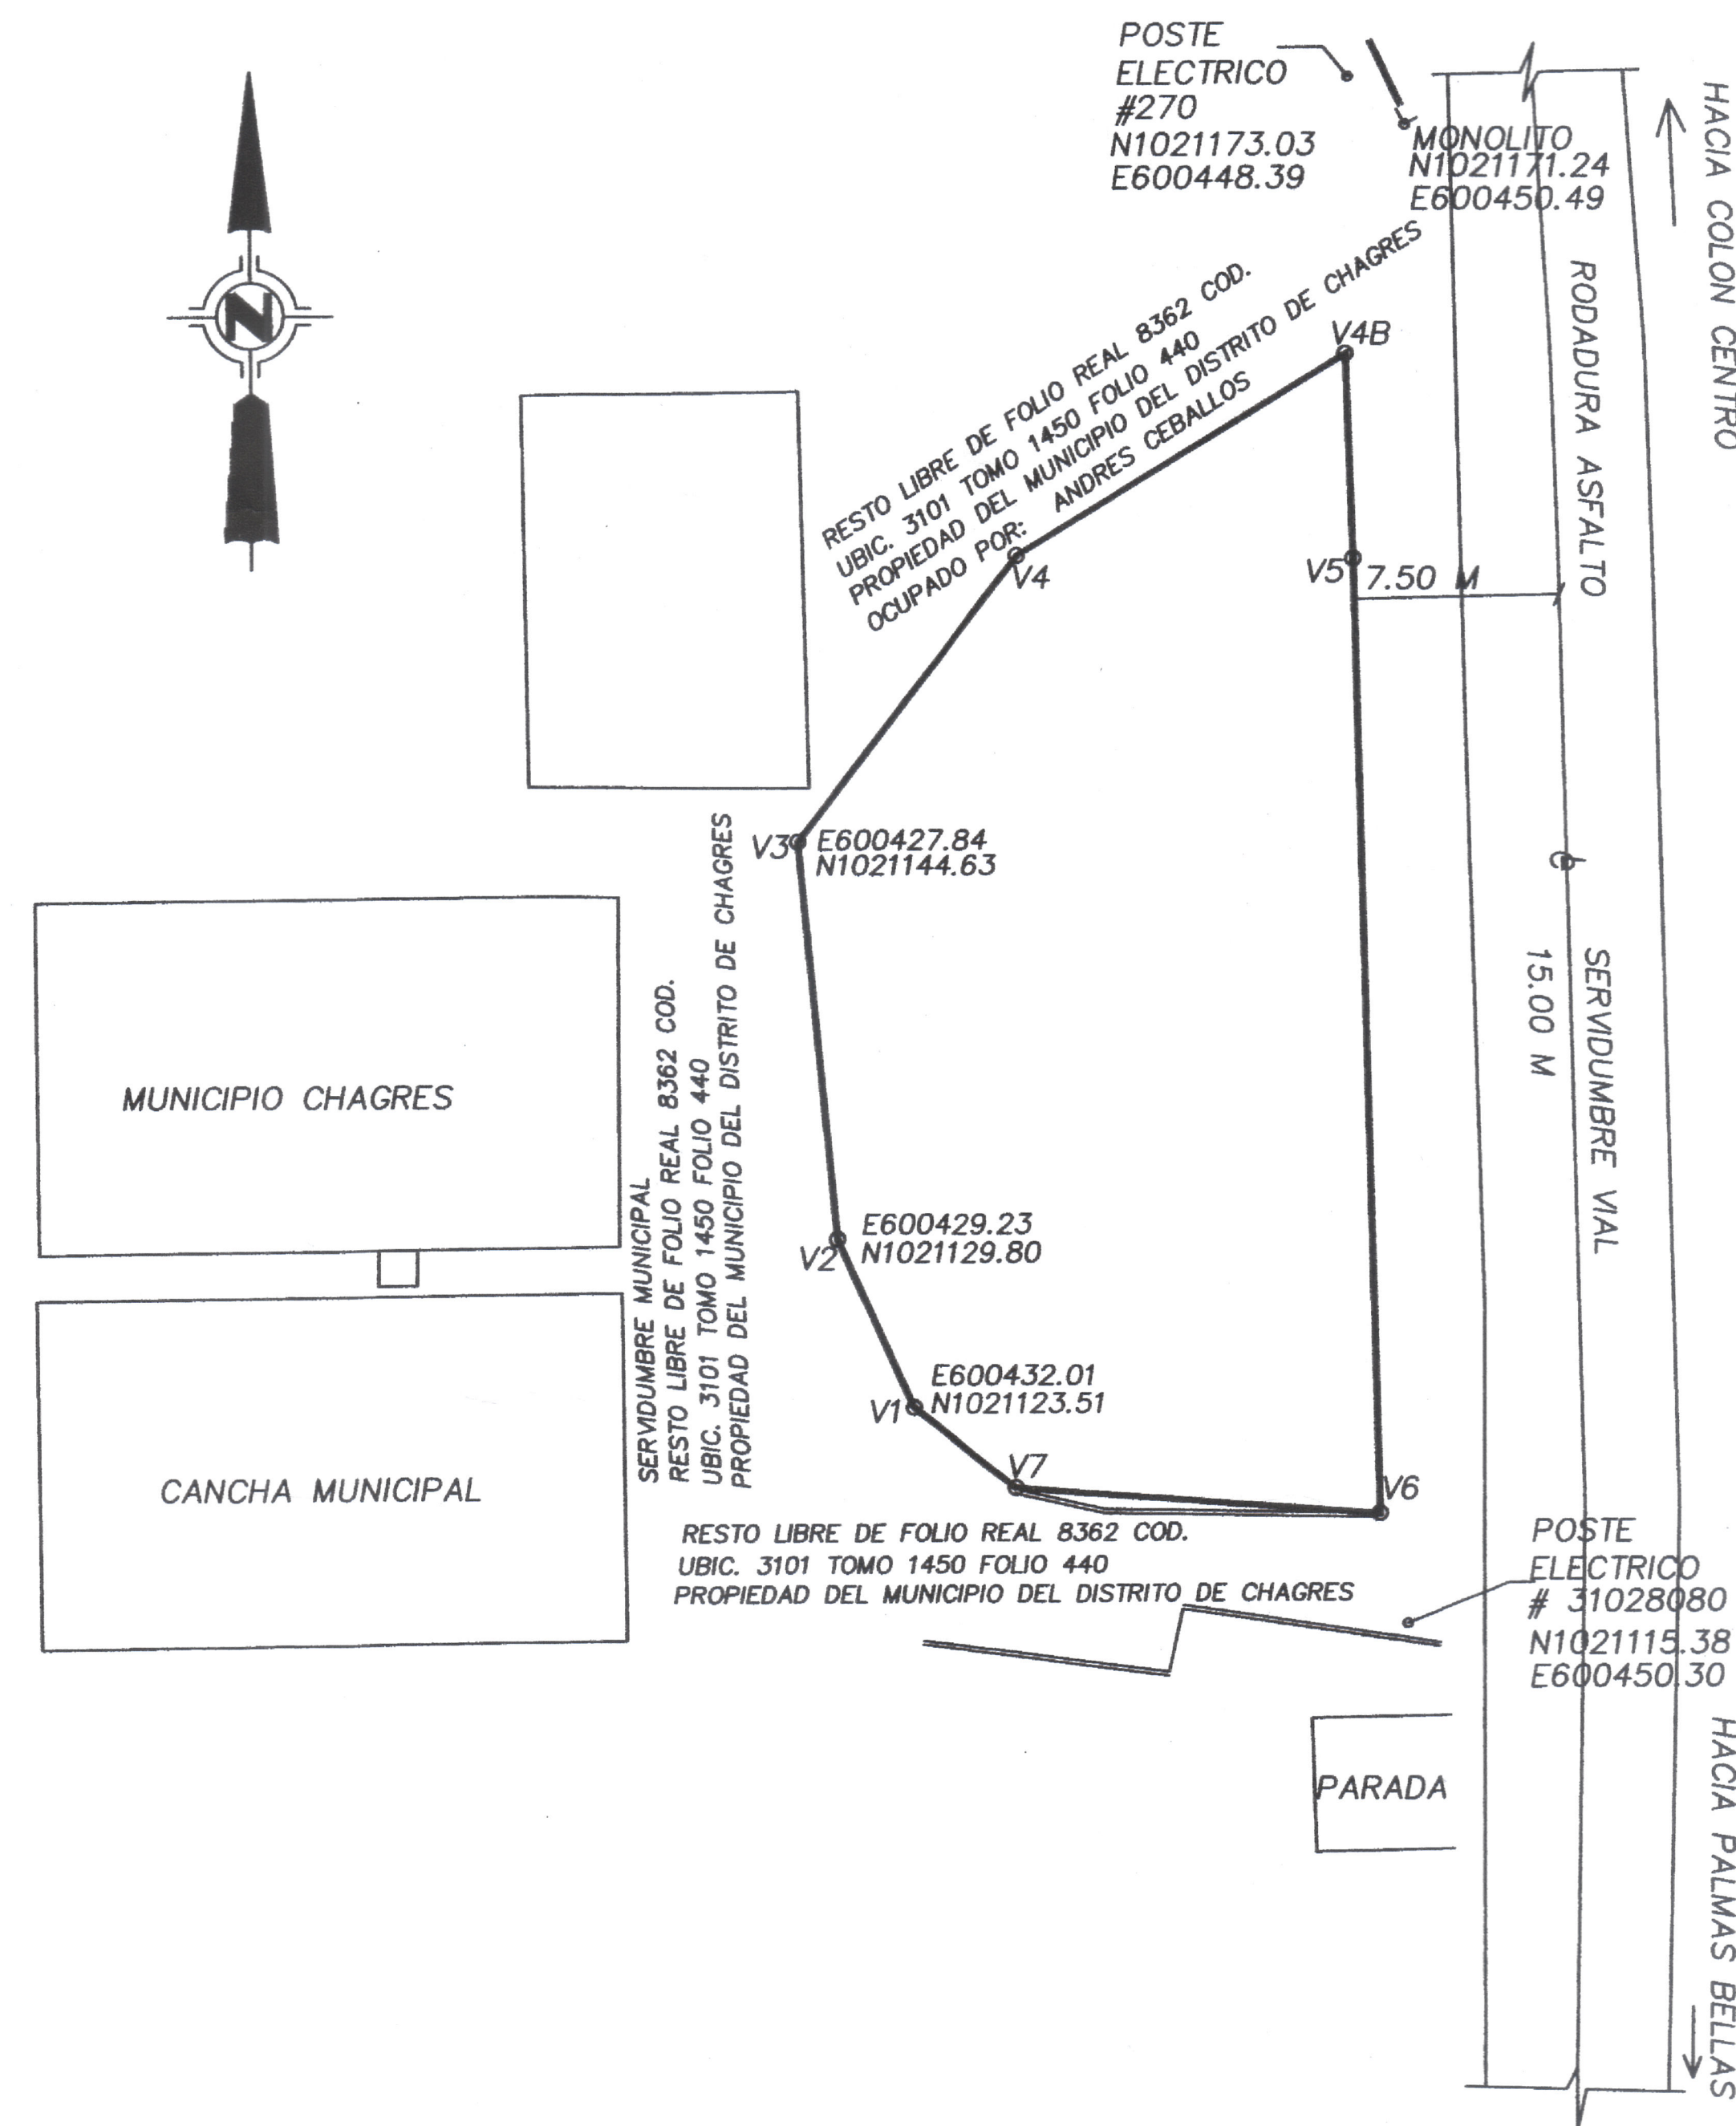 POSTE
ELECTRICO
#270
N1021173.03
E600448.39
MONOLITO
N1021171.24
E600450.49
HACIA COLON CENTRO
N
RODADURA ASFALTO
RESTO LIBRE DE FOLIO REAL 8362 COD.
UBIC. 3101 TOMO 1450 FOLIO 440
PROPIEDAD DEL MUNICIPIO DEL DISTRITO DE CHAGRES
OCUPADO POR: ANDRES CEBALLOS
V4B
V4
V5
7.50 M
V3
E600427.84
N1021144.63
SERVIDUMBRE VIAL
15.00 M
MUNICIPIO CHAGRES
SERVIDUMBRE MUNICIPAL
RESTO LIBRE DE FOLIO REAL 8362 COD.
UBIC. 3101 TOMO 1450 FOLIO 440
PROPIEDAD DEL MUNICIPIO DEL DISTRITO DE CHAGRES
V2
E600429.23
N1021129.80
V1
E600432.01
N1021123.51
CANCHA MUNICIPAL
V7
V6
RESTO LIBRE DE FOLIO REAL 8362 COD.
UBIC. 3101 TOMO 1450 FOLIO 440
PROPIEDAD DEL MUNICIPIO DEL DISTRITO DE CHAGRES
POSTE
ELECTRICO
# 31028080
N1021115.38
E600450.30
PARADA
HACIA PALMAS BELLAS